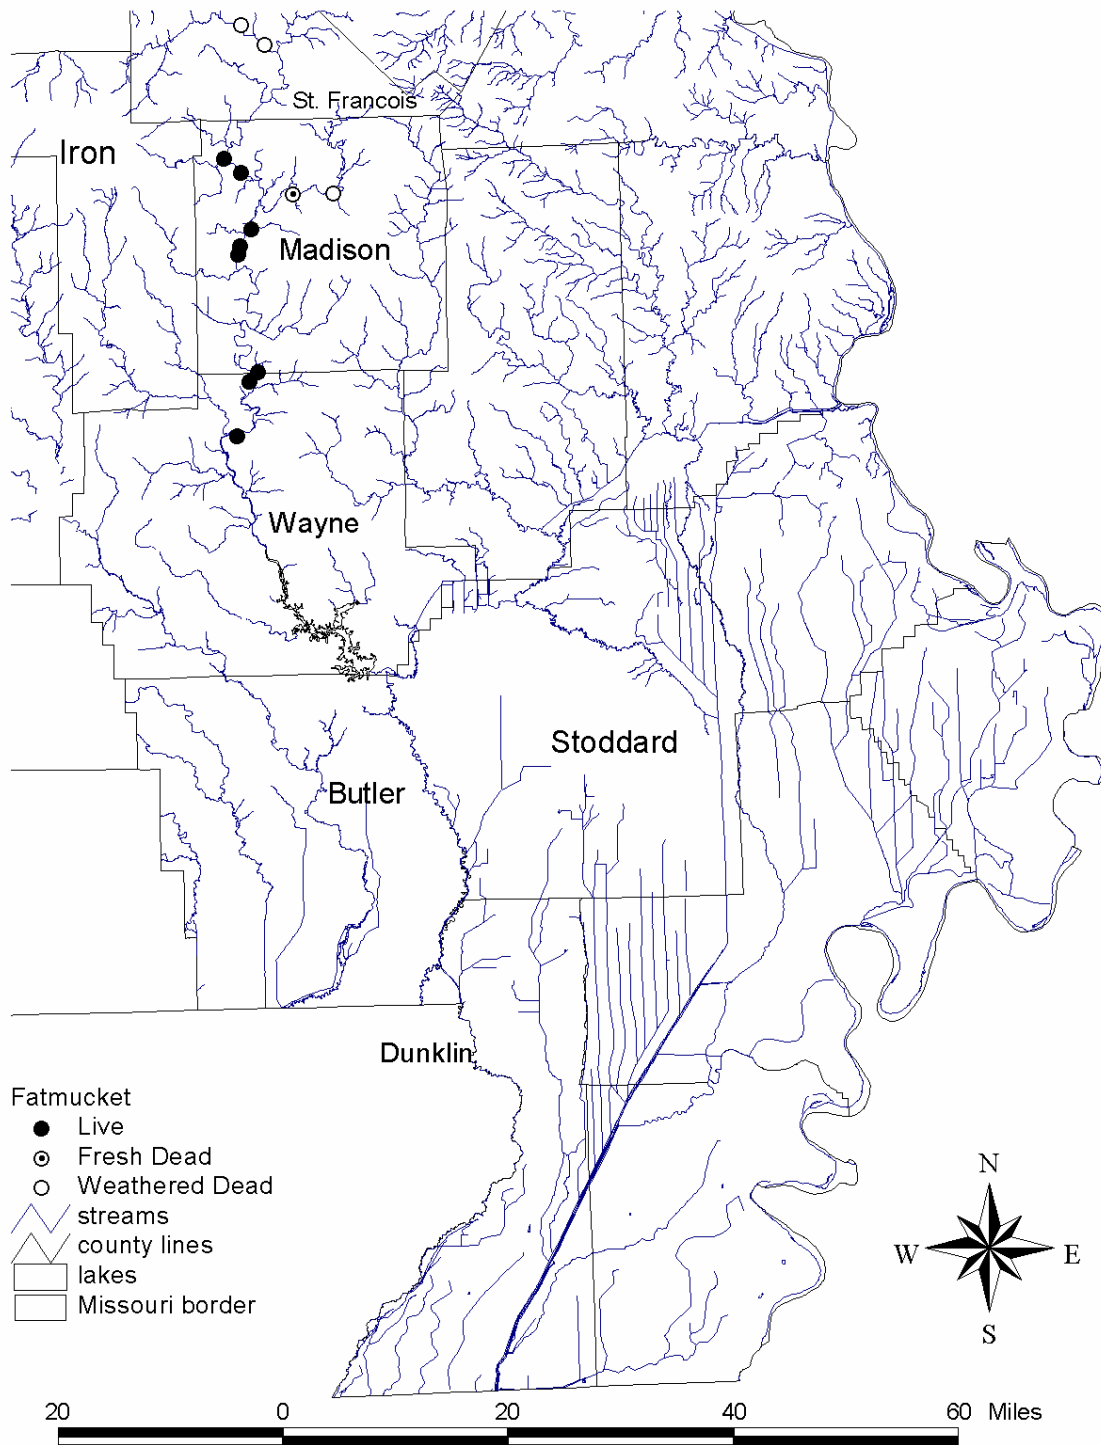 St. Francois
Iron
Madison
Wayne
Stoddard
Butler
Dunklin
Fatmucket
Live
Fresh Dead
Weathered Dead
streams
county lines
lakes
Missouri border
N
W E
S
20 0 20 40 60 Miles